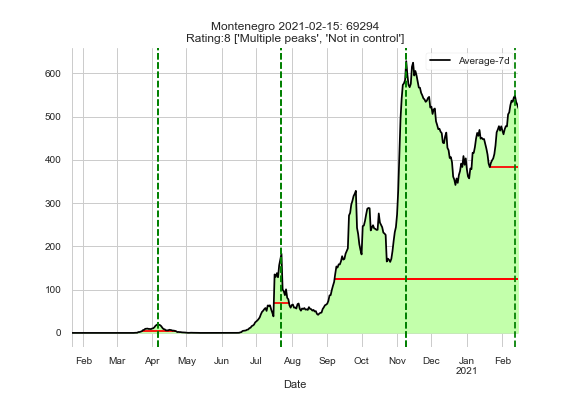 Montenegro 2021-02-15: 69294
Rating:8 ['Multiple peaks', 'Not in control']
Average-7d
600
500
400
300
200
100
0
Feb Mar Apr May Jun Jul Aug Sep Oct Nov Dec Jan Feb
2021
Date